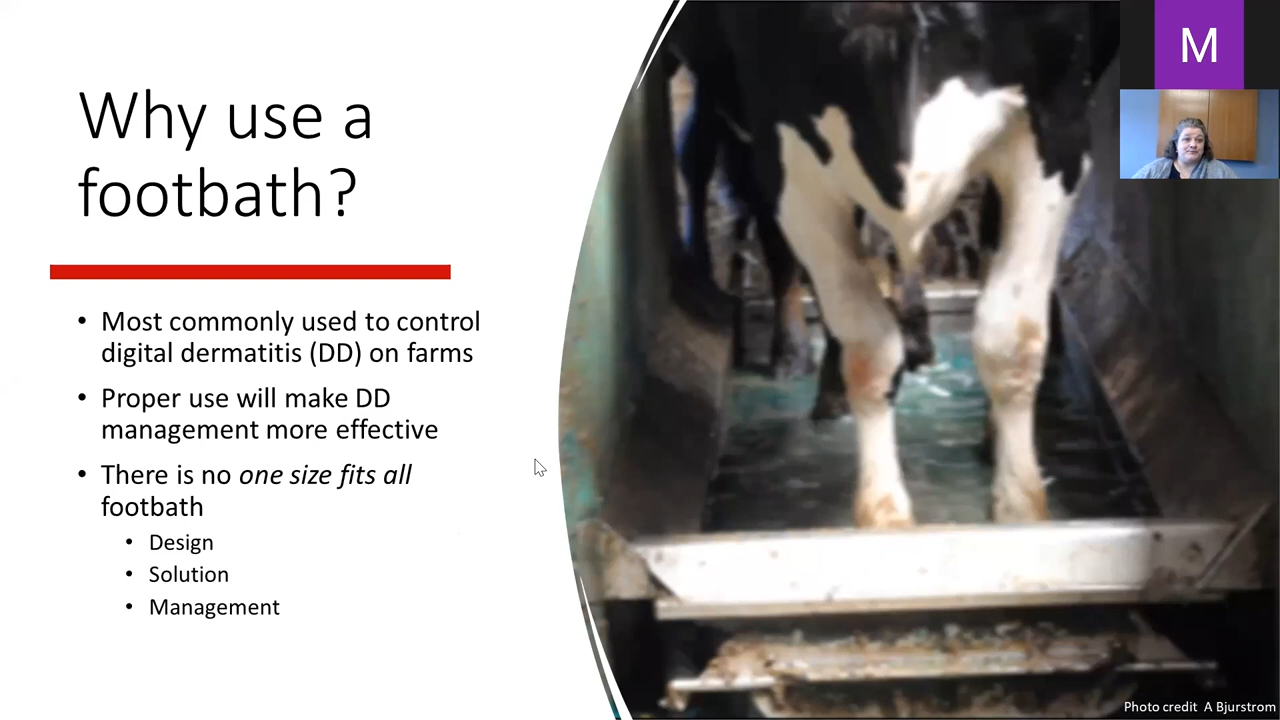 Why use a
footbath?
• Most commonly used to control
digital dermatitis (DD) on farms
• Proper use will make DD
management more effective
• There is no one size fits all
footbath
• Design
• Solution
• Management
M
Photo credit A Bjurstrom